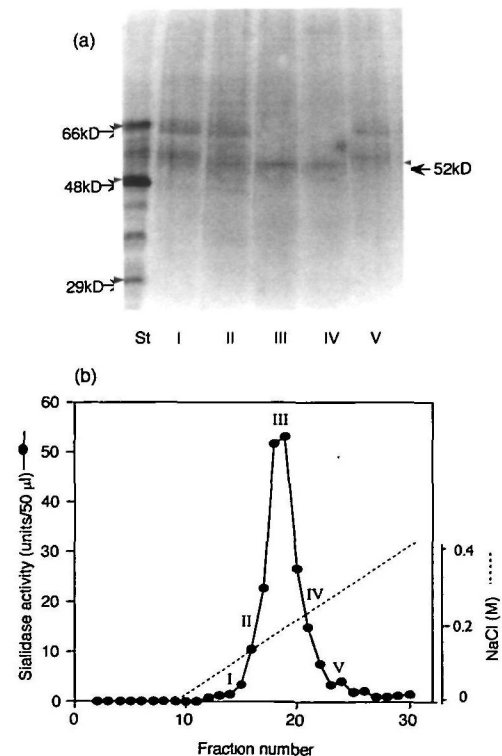 (a)
66kD
48kD
29kD
52kD
St I II III IV V
(b)
Sialidase activity (units/50 µl)
60
50
40
30
20
10
0
III
II
IV
I
V
0.4
0.2
0
NaCl (M)
0 10 20 30
Fraction number